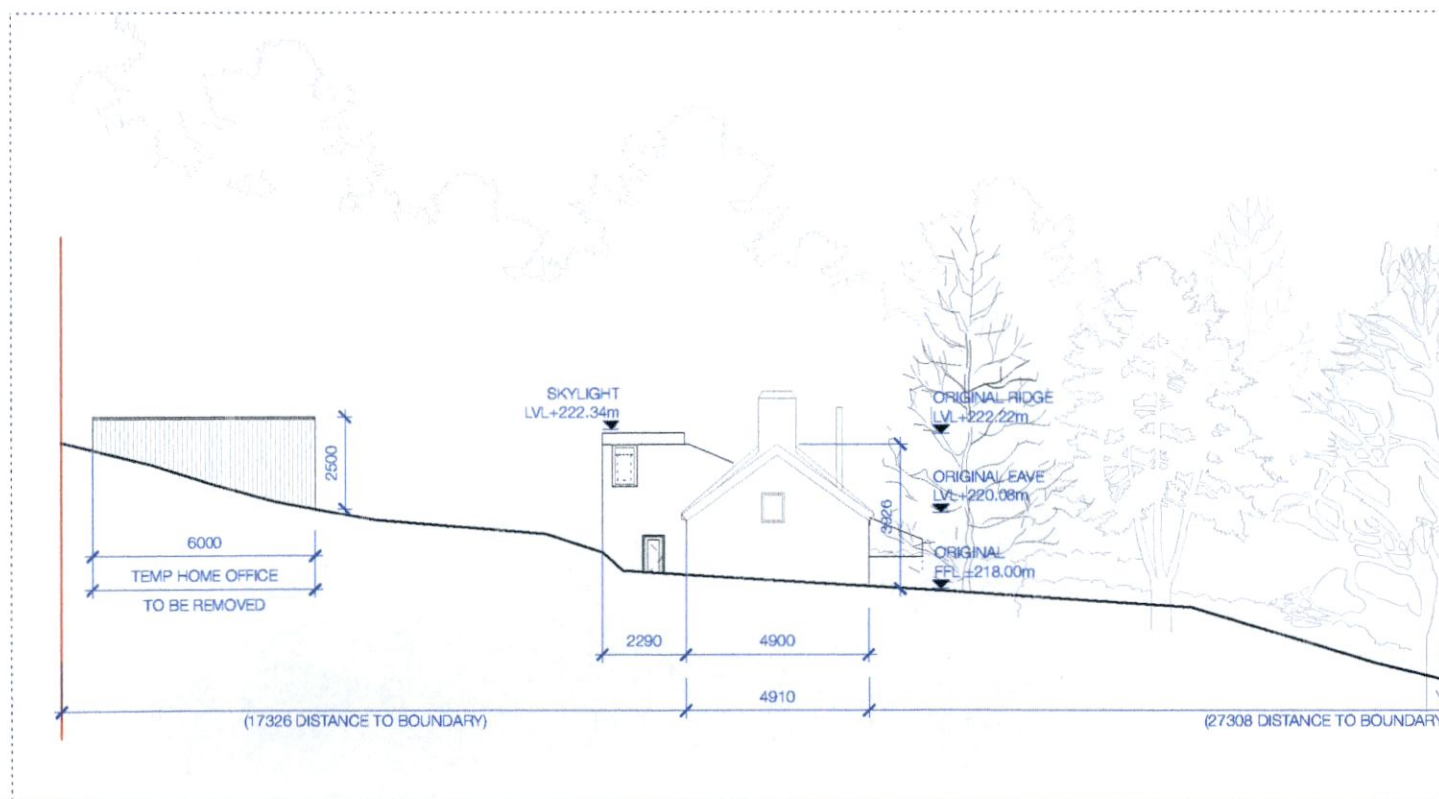 SKYLIGHT
LVL+222.34m
ORIGINAL RIDGE
LVL+222.22m
2500
ORIGINAL EAVE
LVL+220.08m
3926
6000
TEMP HOME OFFICE
TO BE REMOVED
ORIGINAL
FFL ±218.00m
2290
4900
4910
(17326 DISTANCE TO BOUNDARY)
(27308 DISTANCE TO BOUNDARY